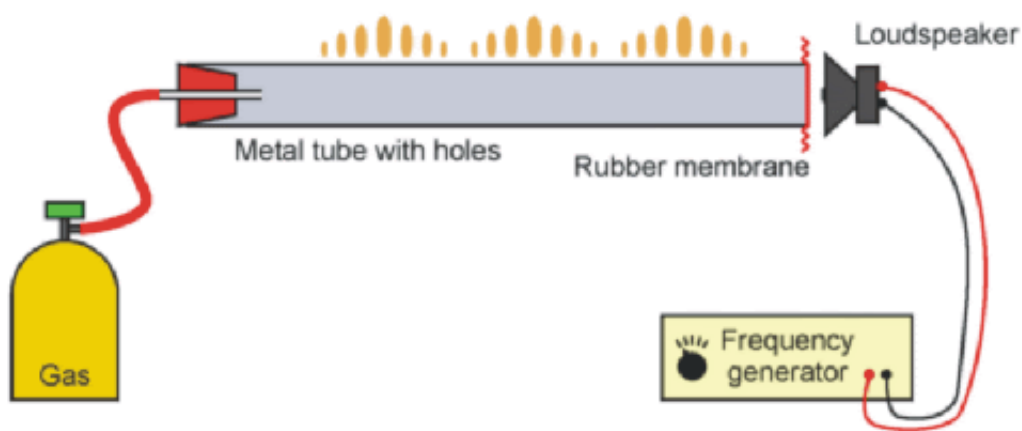 Loudspeaker
Metal tube with holes
Rubber membrane
Gas
Frequency
generator